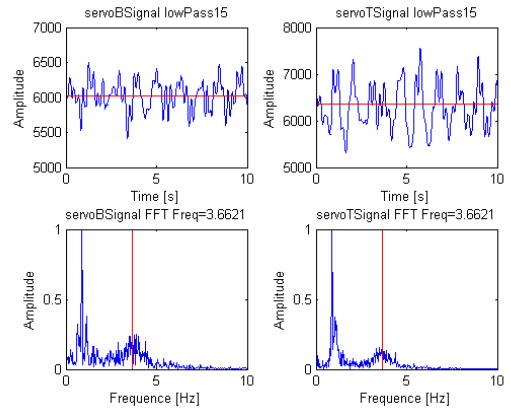 servoBSignal lowPass15
7000
6500
6000
5500
5000
Amplitude
0 5 10
Time [s]
servoTSignal lowPass15
8000
7000
6000
5000
Amplitude
0 5 10
Time [s]
servoBSignal FFT Freq=3.6621
1
0.5
0
Amplitude
0 5 10
Frequence [Hz]
servoTSignal FFT Freq=3.6621
1
0.5
0
Amplitude
0 5 10
Frequence [Hz]